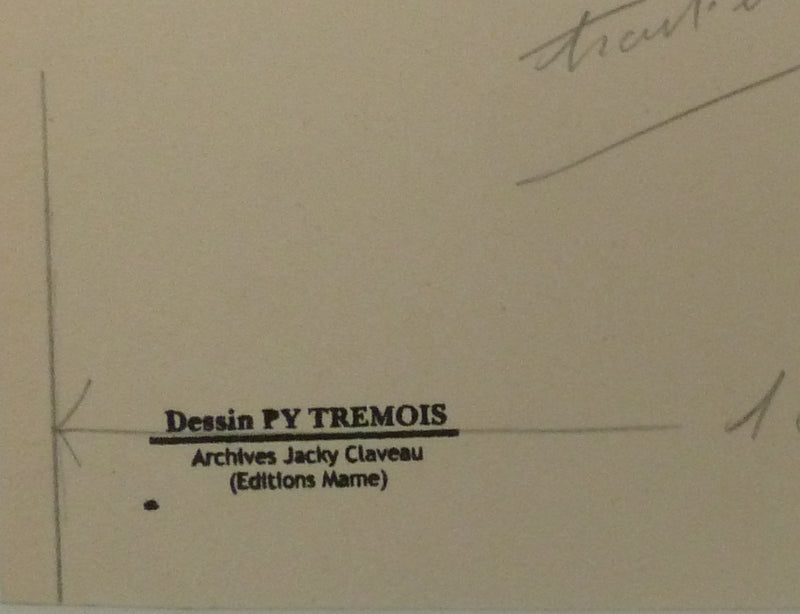 Dessin PY TREMOIS
Archives Jacky Claveau
(Editions Mame)